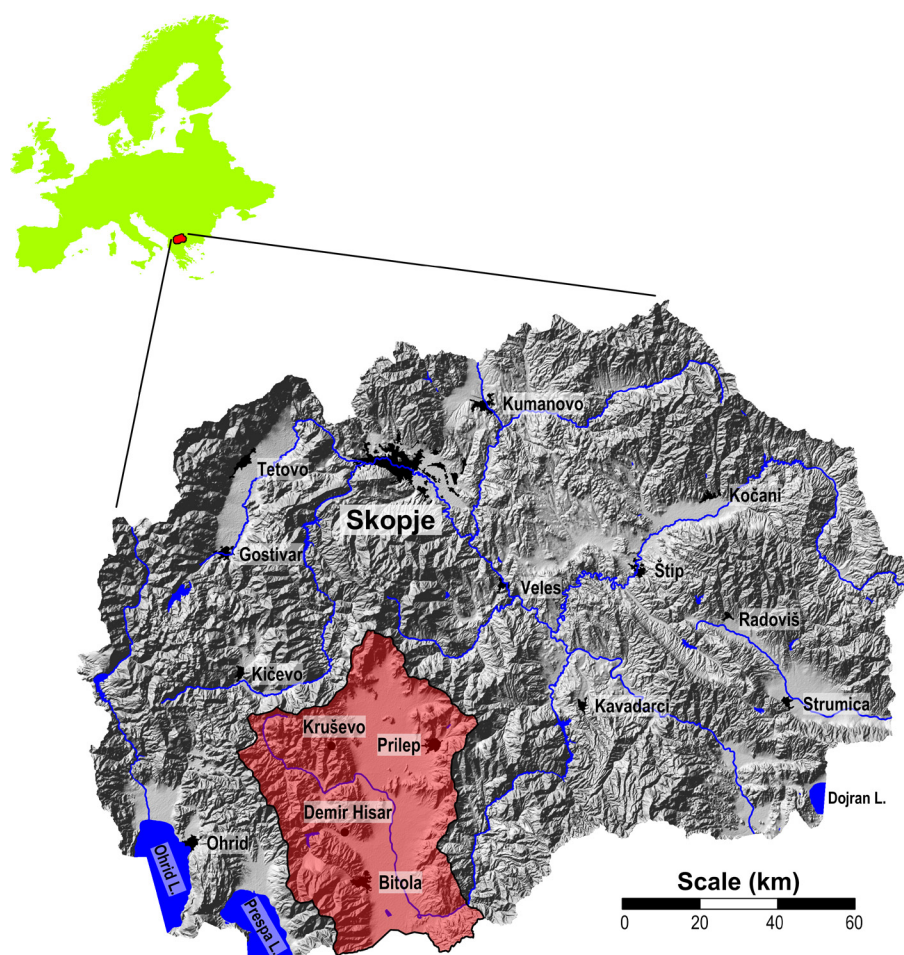 Kumanovo
Tetovo
Skopje
Kočani
Gostivar
Štip
Veles
Radoviš
Kičevo
Strumica
Kavadarci
Kruševo
Prilep
Dojran L.
Demir Hisar
Ohrid
Ohrid L.
Bitola
Prespa L.
Scale (km)
0 20 40 60